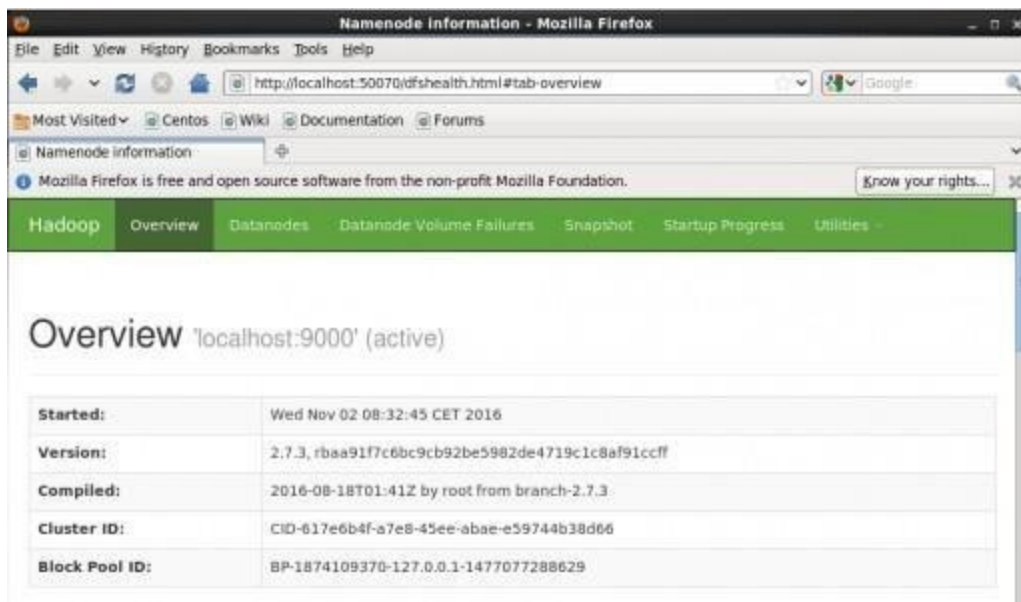 Namenode information - Mozilla Firefox
File Edit View History Bookmarks Tools Help
http://localhost:50070/dfshealth.html#tab-overview
Google
Most Visited Centos Wiki Documentation Forums
Namenode information
Mozilla Firefox is free and open source software from the non-profit Mozilla Foundation. Know your rights...
Hadoop Overview Datanodes Datanode Volume Failures Snapshot Startup Progress Utilities
Overview 'localhost:9000' (active)
Started: Wed Nov 02 08:32:45 CET 2016
Version: 2.7.3, rbaa91f7c6bc9cb92be5982de4719c1c8af91ccff
Compiled: 2016-08-18T01:41Z by root from branch-2.7.3
Cluster ID: CID-617e6b4f-a7e8-45ee-abae-e59744b38d66
Block Pool ID: BP-1874109370-127.0.0.1-1477077288629